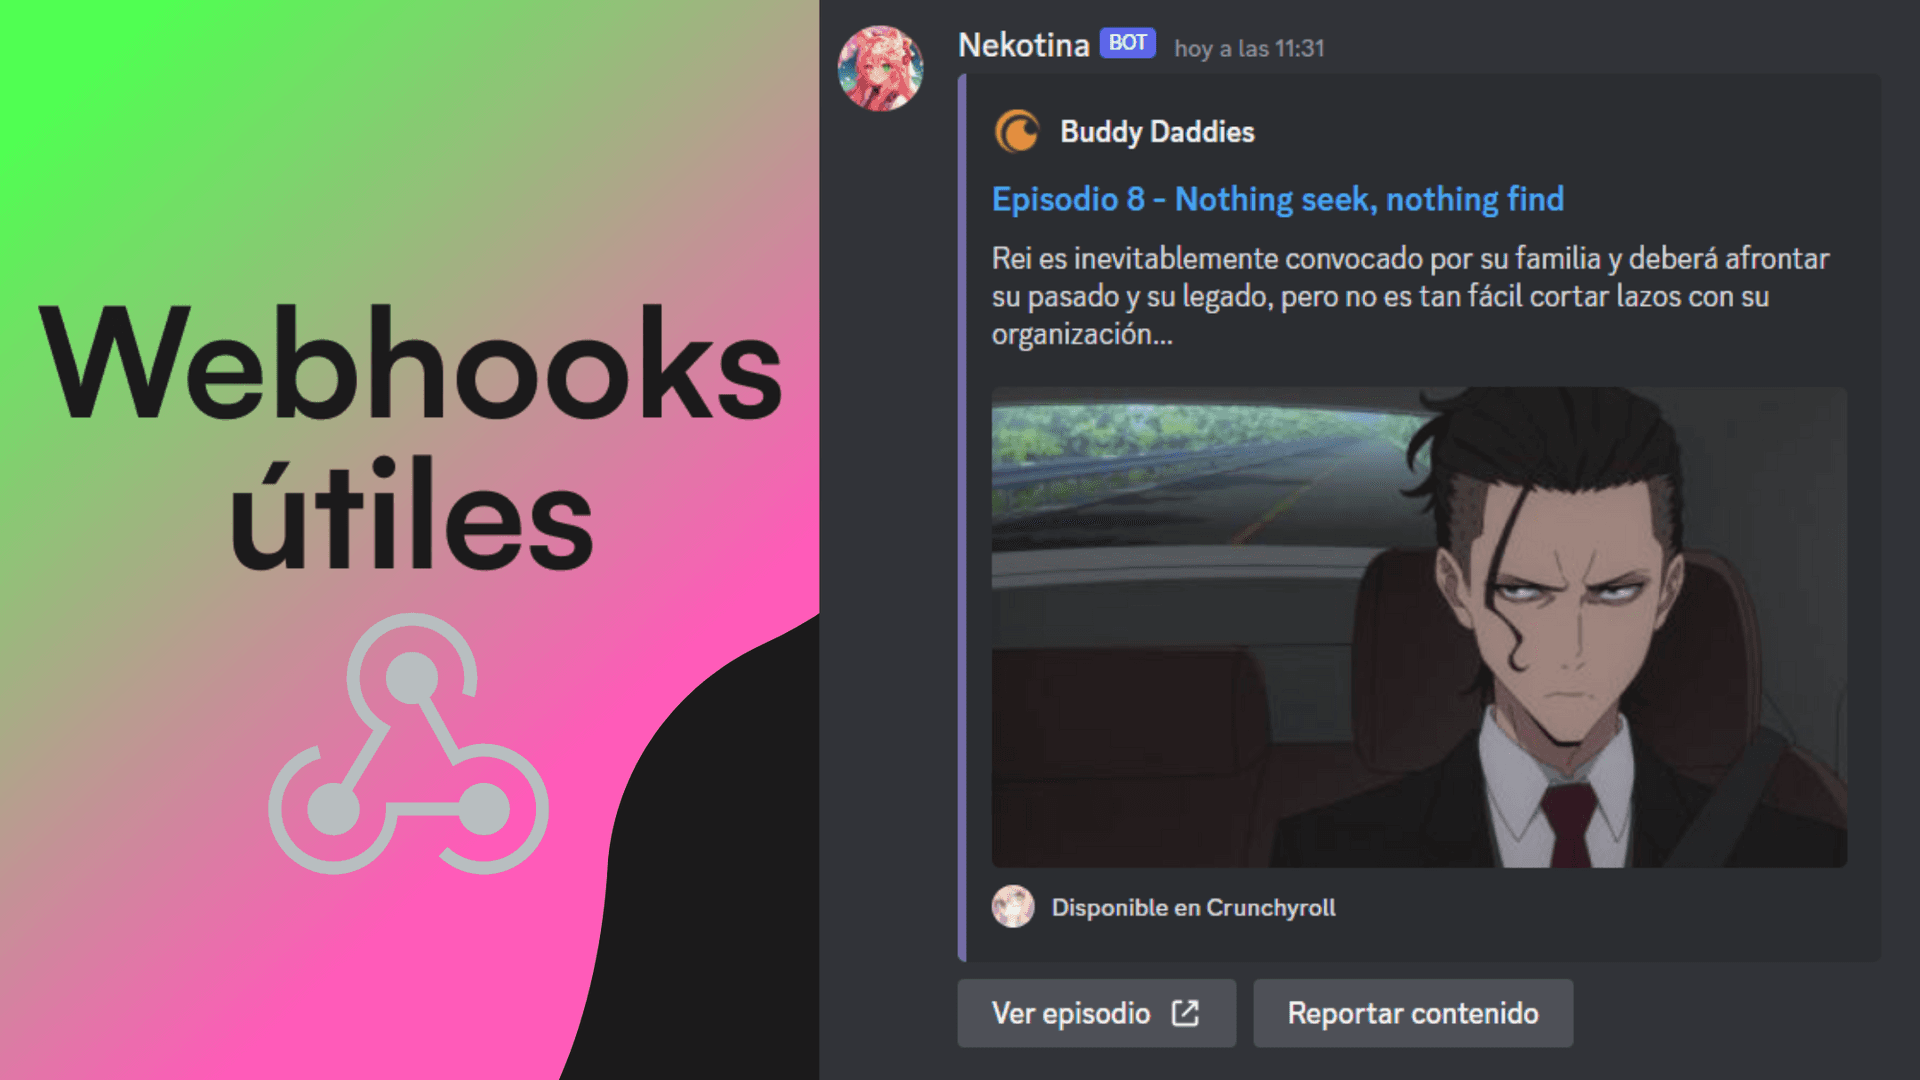 Webhooks
útiles
Nekotina BOT hoy a las 11:31
Buddy Daddies
Episodio 8 - Nothing seek, nothing find
Rei es inevitablemente convocado por su familia y deberá afrontar
su pasado y su legado, pero no es tan fácil cortar lazos con su
organización...
Disponible en Crunchyroll
Ver episodio
Reportar contenido